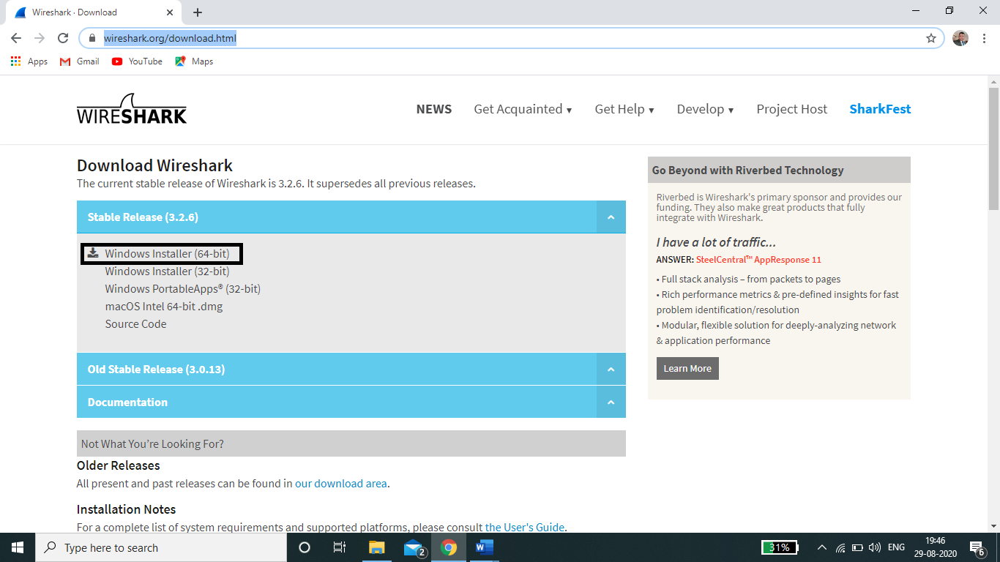 Wireshark · Download
wireshark.org/download.html
Apps Gmail YouTube Maps
WIRESHARK
NEWS Get Acquainted ▾ Get Help ▾ Develop ▾ Project Host SharkFest
Download Wireshark
The current stable release of Wireshark is 3.2.6. It supersedes all previous releases.
Stable Release (3.2.6)
Windows Installer (64-bit)
Windows Installer (32-bit)
Windows PortableApps® (32-bit)
macOS Intel 64-bit .dmg
Source Code
Old Stable Release (3.0.13)
Documentation
Not What You’re Looking For?
Older Releases
All present and past releases can be found in our download area.
Installation Notes
For a complete list of system requirements and supported platforms, please consult the User's Guide.
Go Beyond with Riverbed Technology
Riverbed is Wireshark's primary sponsor and provides our
funding. They also make great products that fully
integrate with Wireshark.
I have a lot of traffic...
ANSWER: SteelCentral™ AppResponse 11
• Full stack analysis – from packets to pages
• Rich performance metrics & pre-defined insights for fast
problem identification/resolution
• Modular, flexible solution for deeply-analyzing network
& application performance
Learn More
Type here to search
2
31%
ENG
19:46
29-08-2020
6